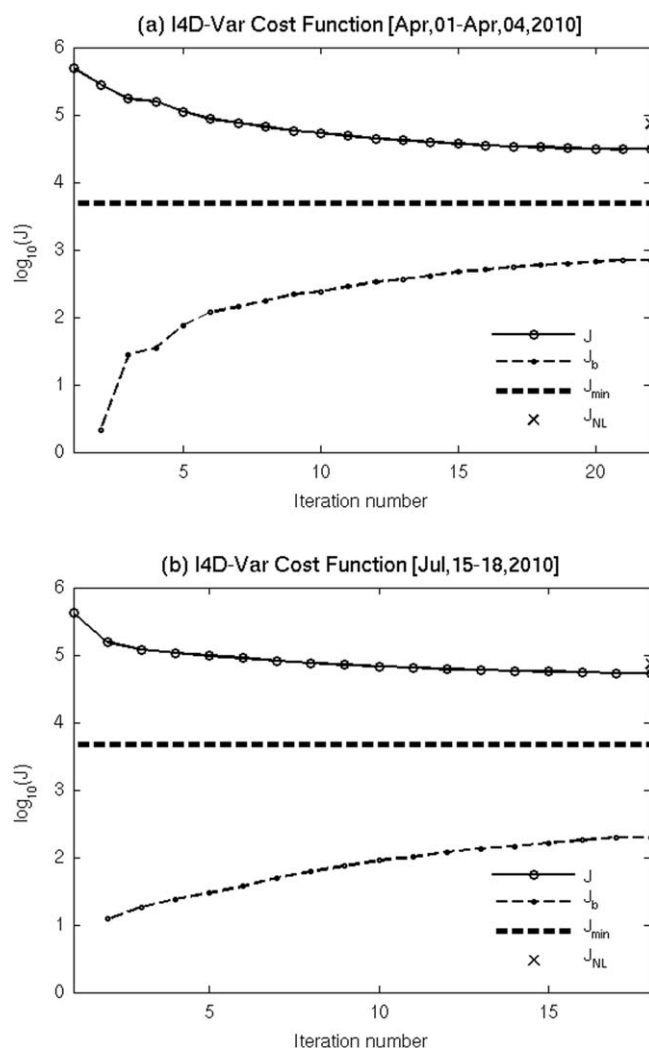 (a) I4D-Var Cost Function [Apr,01-Apr,04,2010]
6
5
4
3
2
1
0
log10(J)
5
10
15
20
Iteration number
J
Jb
Jmin
JNL
(b) I4D-Var Cost Function [Jul,15-18,2010]
6
5
4
3
2
1
0
log10(J)
5
10
15
Iteration number
J
Jb
Jmin
JNL